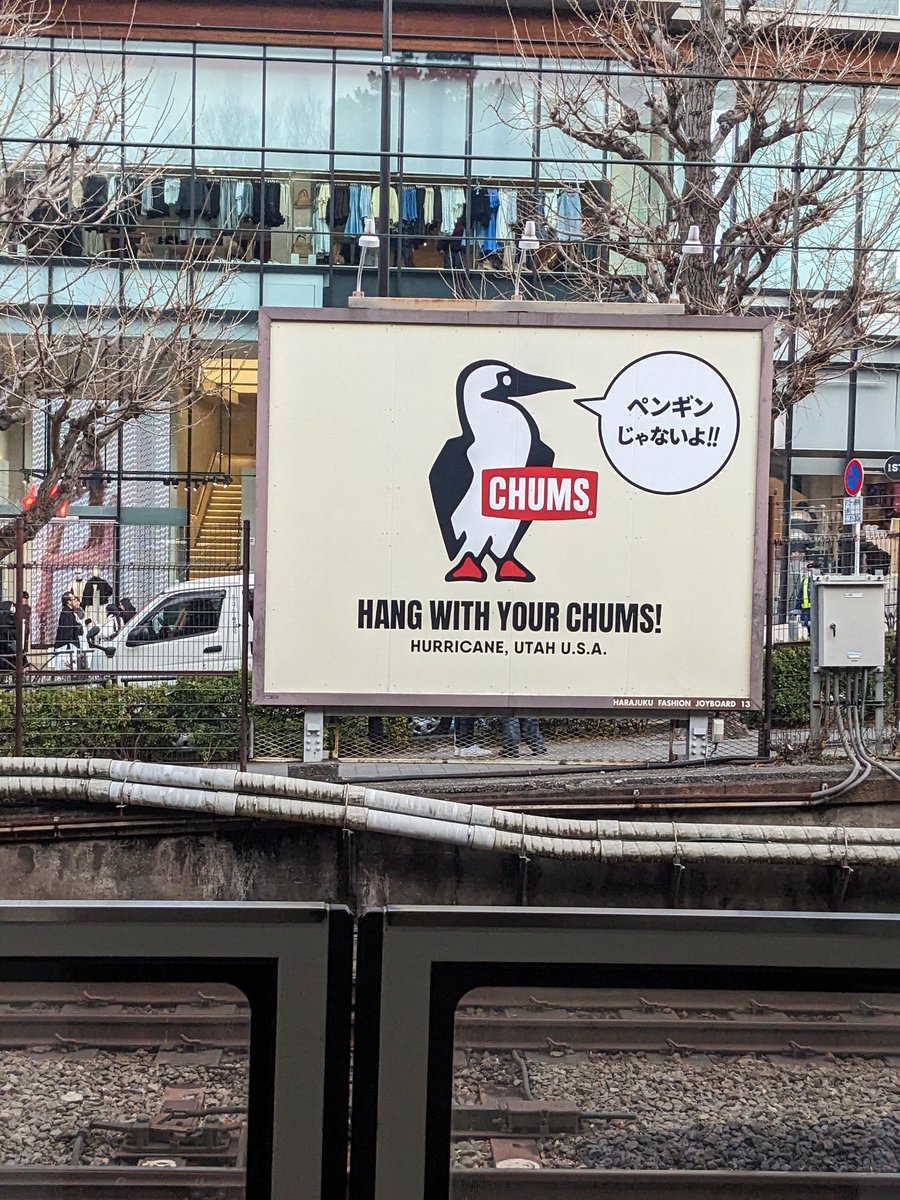 ペンギン
じゃないよ!!
CHUMS®
HANG WITH YOUR CHUMS!
HURRICANE, UTAH U.S.A.
HARAJUKU FASHION JOYBOARD 13
1ST